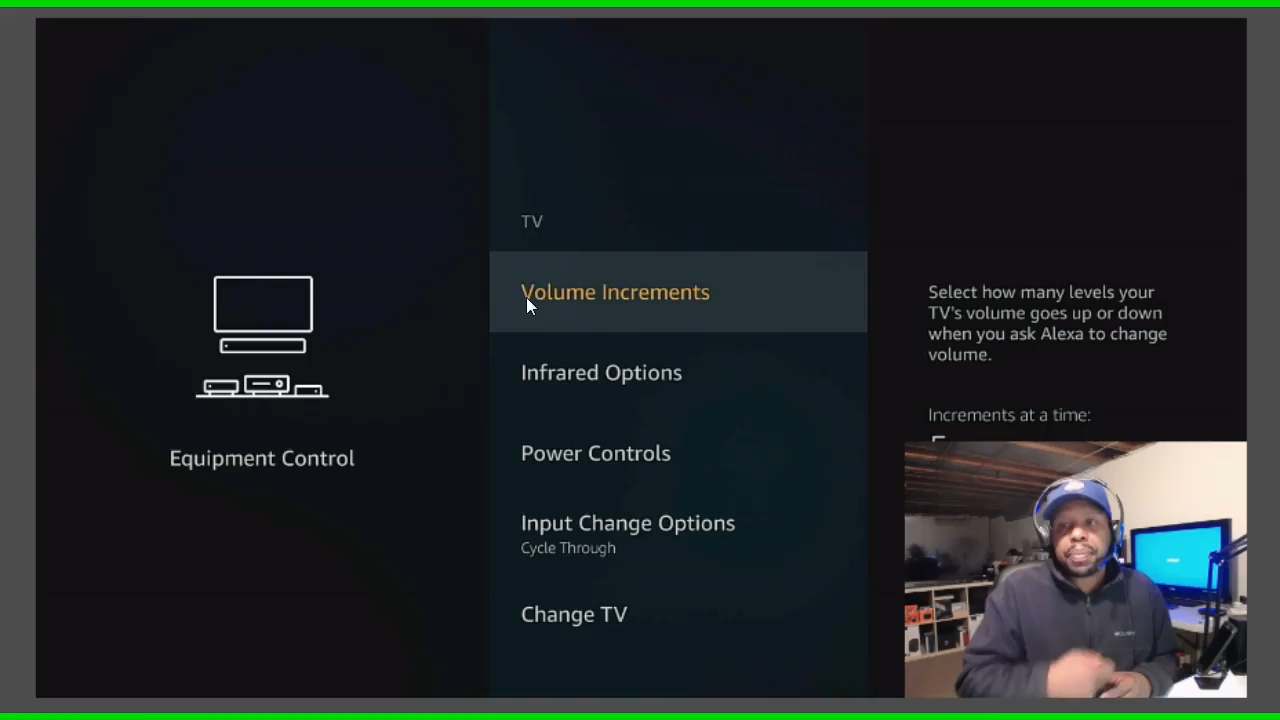 TV
Volume Increments
Infrared Options
Power Controls
Input Change Options
Cycle Through
Change TV
Equipment Control
Select how many levels your
TV's volume goes up or down
when you ask Alexa to change
volume.
Increments at a time: